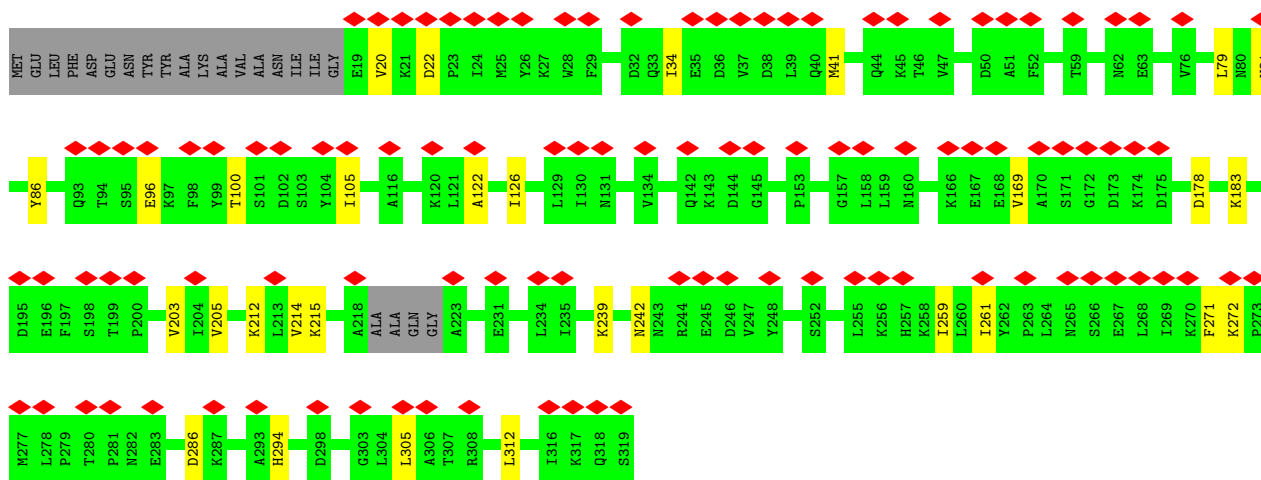 MET GLU LEU PHE ASP GLU ASN TYR TYR ALA LYS ALA VAL ALA ASN ILE ILE GLY E19 V20 K21 D22 P23 I24 M25 Y26 K27 W28 F29 D32 Q33 I34 E35 D36 V37 D38 L39 Q40 M41 Q44 K45 T46 V47 D50 A51 F52 T59 N62 E63 V76 L79 N80
Y86 Q93 T94 S95 E96 K97 F98 Y99 T100 S101 D102 S103 Y104 I105 A116 K120 L121 A122 I126 L129 I130 N131 V134 Q142 K143 D144 G145 P153 G157 L158 L159 N160 K166 E167 E168 V169 A170 S171 G172 D173 K174 D175 D178 K183
D195 E196 F197 S198 T199 P200 V203 I204 V205 K212 L213 V214 K215 A218 ALA ALA GLN GLY A223 E231 L234 I235 K239 N242 N243 R244 E245 D246 V247 Y248 S252 L255 K256 H257 K258 I259 L260 I261 Y262 P263 L264 N265 S266 E267 L268 I269 K270 F271 K272 P273
M277 L278 P279 T280 P281 N282 E283 D286 K287 A293 H294 D298 G303 L304 L305 A306 T307 R308 L312 I316 K317 Q318 S319